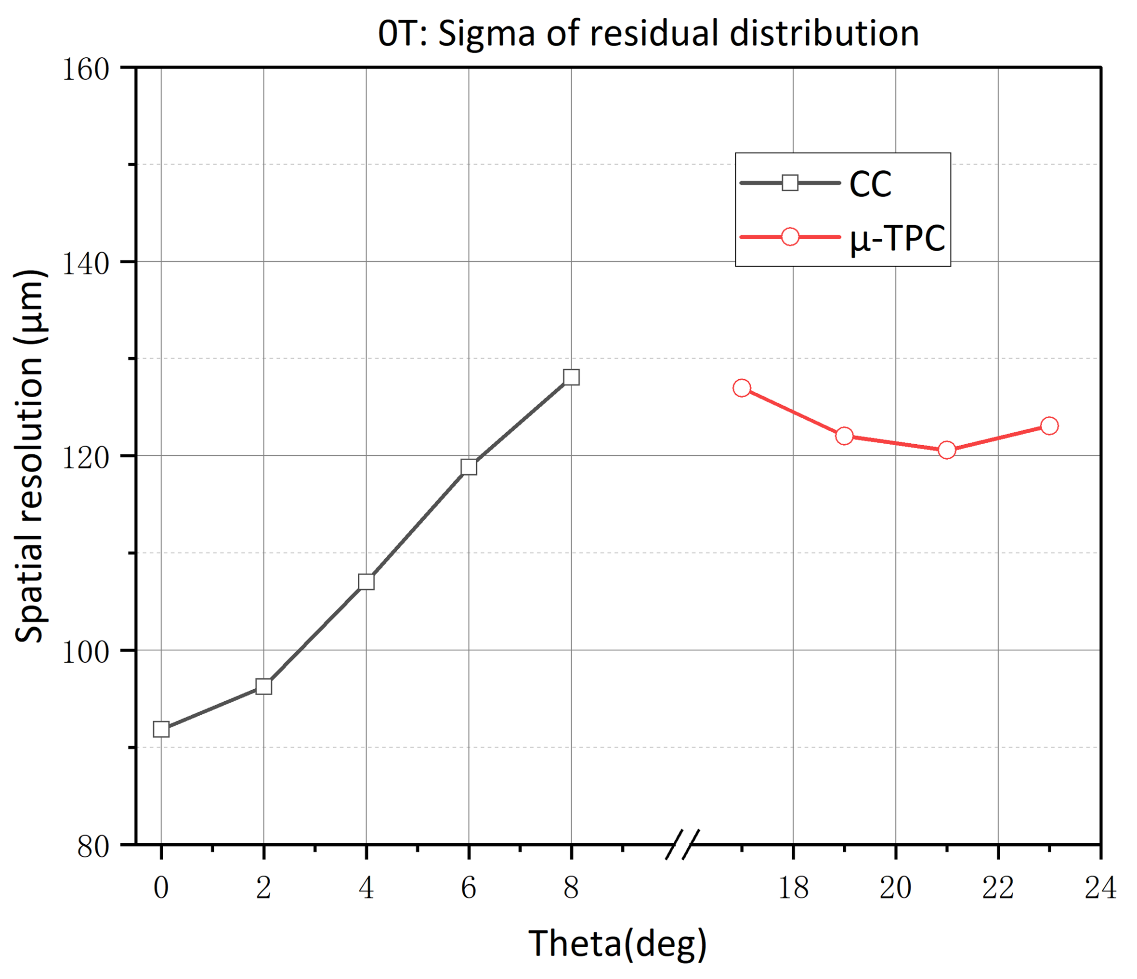 0T: Sigma of residual distribution
160
140
120
100
80
Spatial resolution (μm)
CC
μ-TPC
0 2 4 6 8 18 20 22 24
Theta(deg)